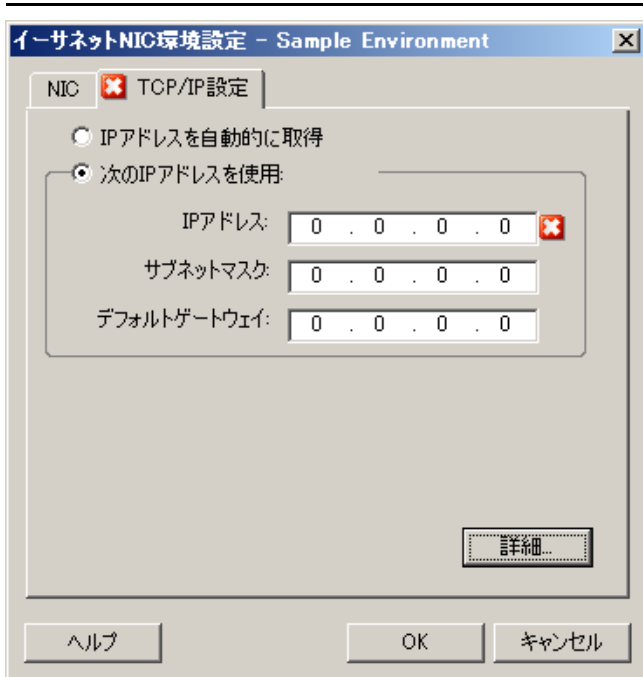 イーサネットNIC環境設定 - Sample Environment
NIC TCP/IP設定
IPアドレスを自動的に取得
次のIPアドレスを使用:
IPアドレス: 0 . 0 . 0 . 0
サブネットマスク: 0 . 0 . 0 . 0
デフォルトゲートウェイ: 0 . 0 . 0 . 0
詳細...
ヘルプ OK キャンセル